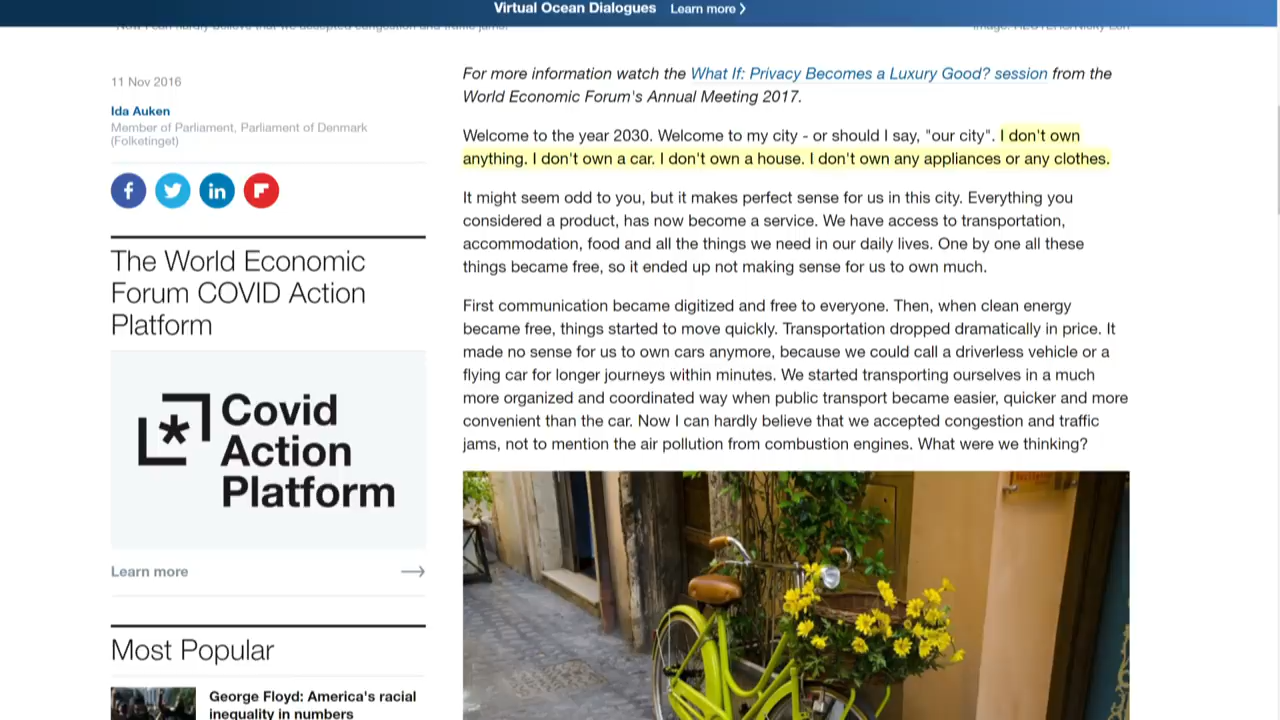 Virtual Ocean Dialogues Learn more
11 Nov 2016
Ida Auken
Member of Parliament, Parliament of Denmark
(Folketinget)
The World Economic
Forum COVID Action
Platform
Covid
Action
Platform
Learn more
Most Popular
George Floyd: America's racial
inequality in numbers
For more information watch the What If: Privacy Becomes a Luxury Good? session from the
World Economic Forum's Annual Meeting 2017.
Welcome to the year 2030. Welcome to my city - or should I say, "our city". I don't own
anything. I don't own a car. I don't own a house. I don't own any appliances or any clothes.
It might seem odd to you, but it makes perfect sense for us in this city. Everything you
considered a product, has now become a service. We have access to transportation,
accommodation, food and all the things we need in our daily lives. One by one all these
things became free, so it ended up not making sense for us to own much.
First communication became digitized and free to everyone. Then, when clean energy
became free, things started to move quickly. Transportation dropped dramatically in price. It
made no sense for us to own cars anymore, because we could call a driverless vehicle or a
flying car for longer journeys within minutes. We started transporting ourselves in a much
more organized and coordinated way when public transport became easier, quicker and more
convenient than the car. Now I can hardly believe that we accepted congestion and traffic
jams, not to mention the air pollution from combustion engines. What were we thinking?